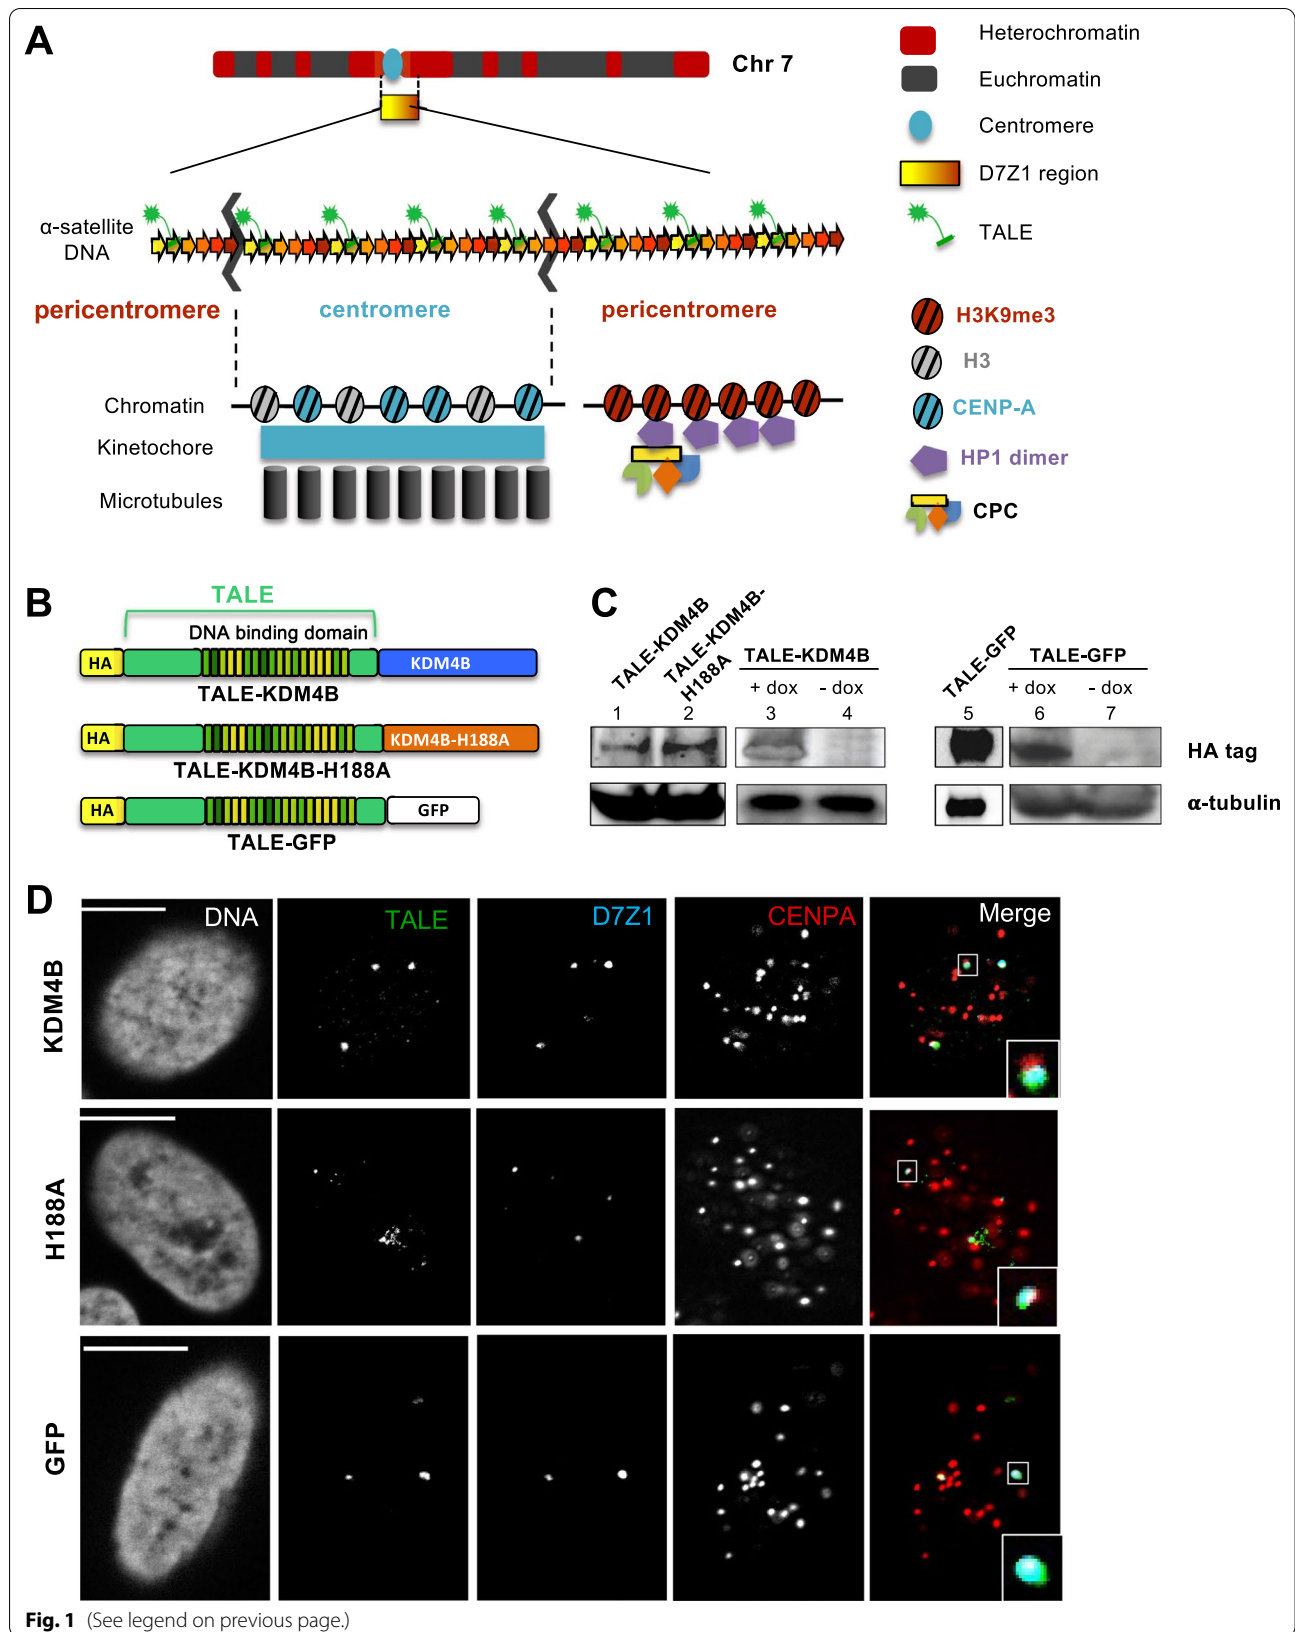 A
Chr 7
Heterochromatin
Euchromatin
Centromere
D7Z1 region
TALE
α-satellite
DNA
pericentromere
centromere
pericentromere
H3K9me3
H3
CENP-A
HP1 dimer
CPC
Chromatin
Kinetochore
Microtubules
B
TALE
DNA binding domain
HA
KDM4B
TALE-KDM4B
HA
KDM4B-H188A
TALE-KDM4B-H188A
HA
GFP
TALE-GFP
C
TALE-KDM4B
TALE-KDM4B-
H188A
TALE-KDM4B
+ dox - dox
TALE-GFP
TALE-GFP
+ dox - dox
1 2 3 4 5 6 7
HA tag
α-tubulin
D
DNA TALE D7Z1 CENPA Merge
KDM4B
H188A
GFP
Fig. 1 (See legend on previous page.)